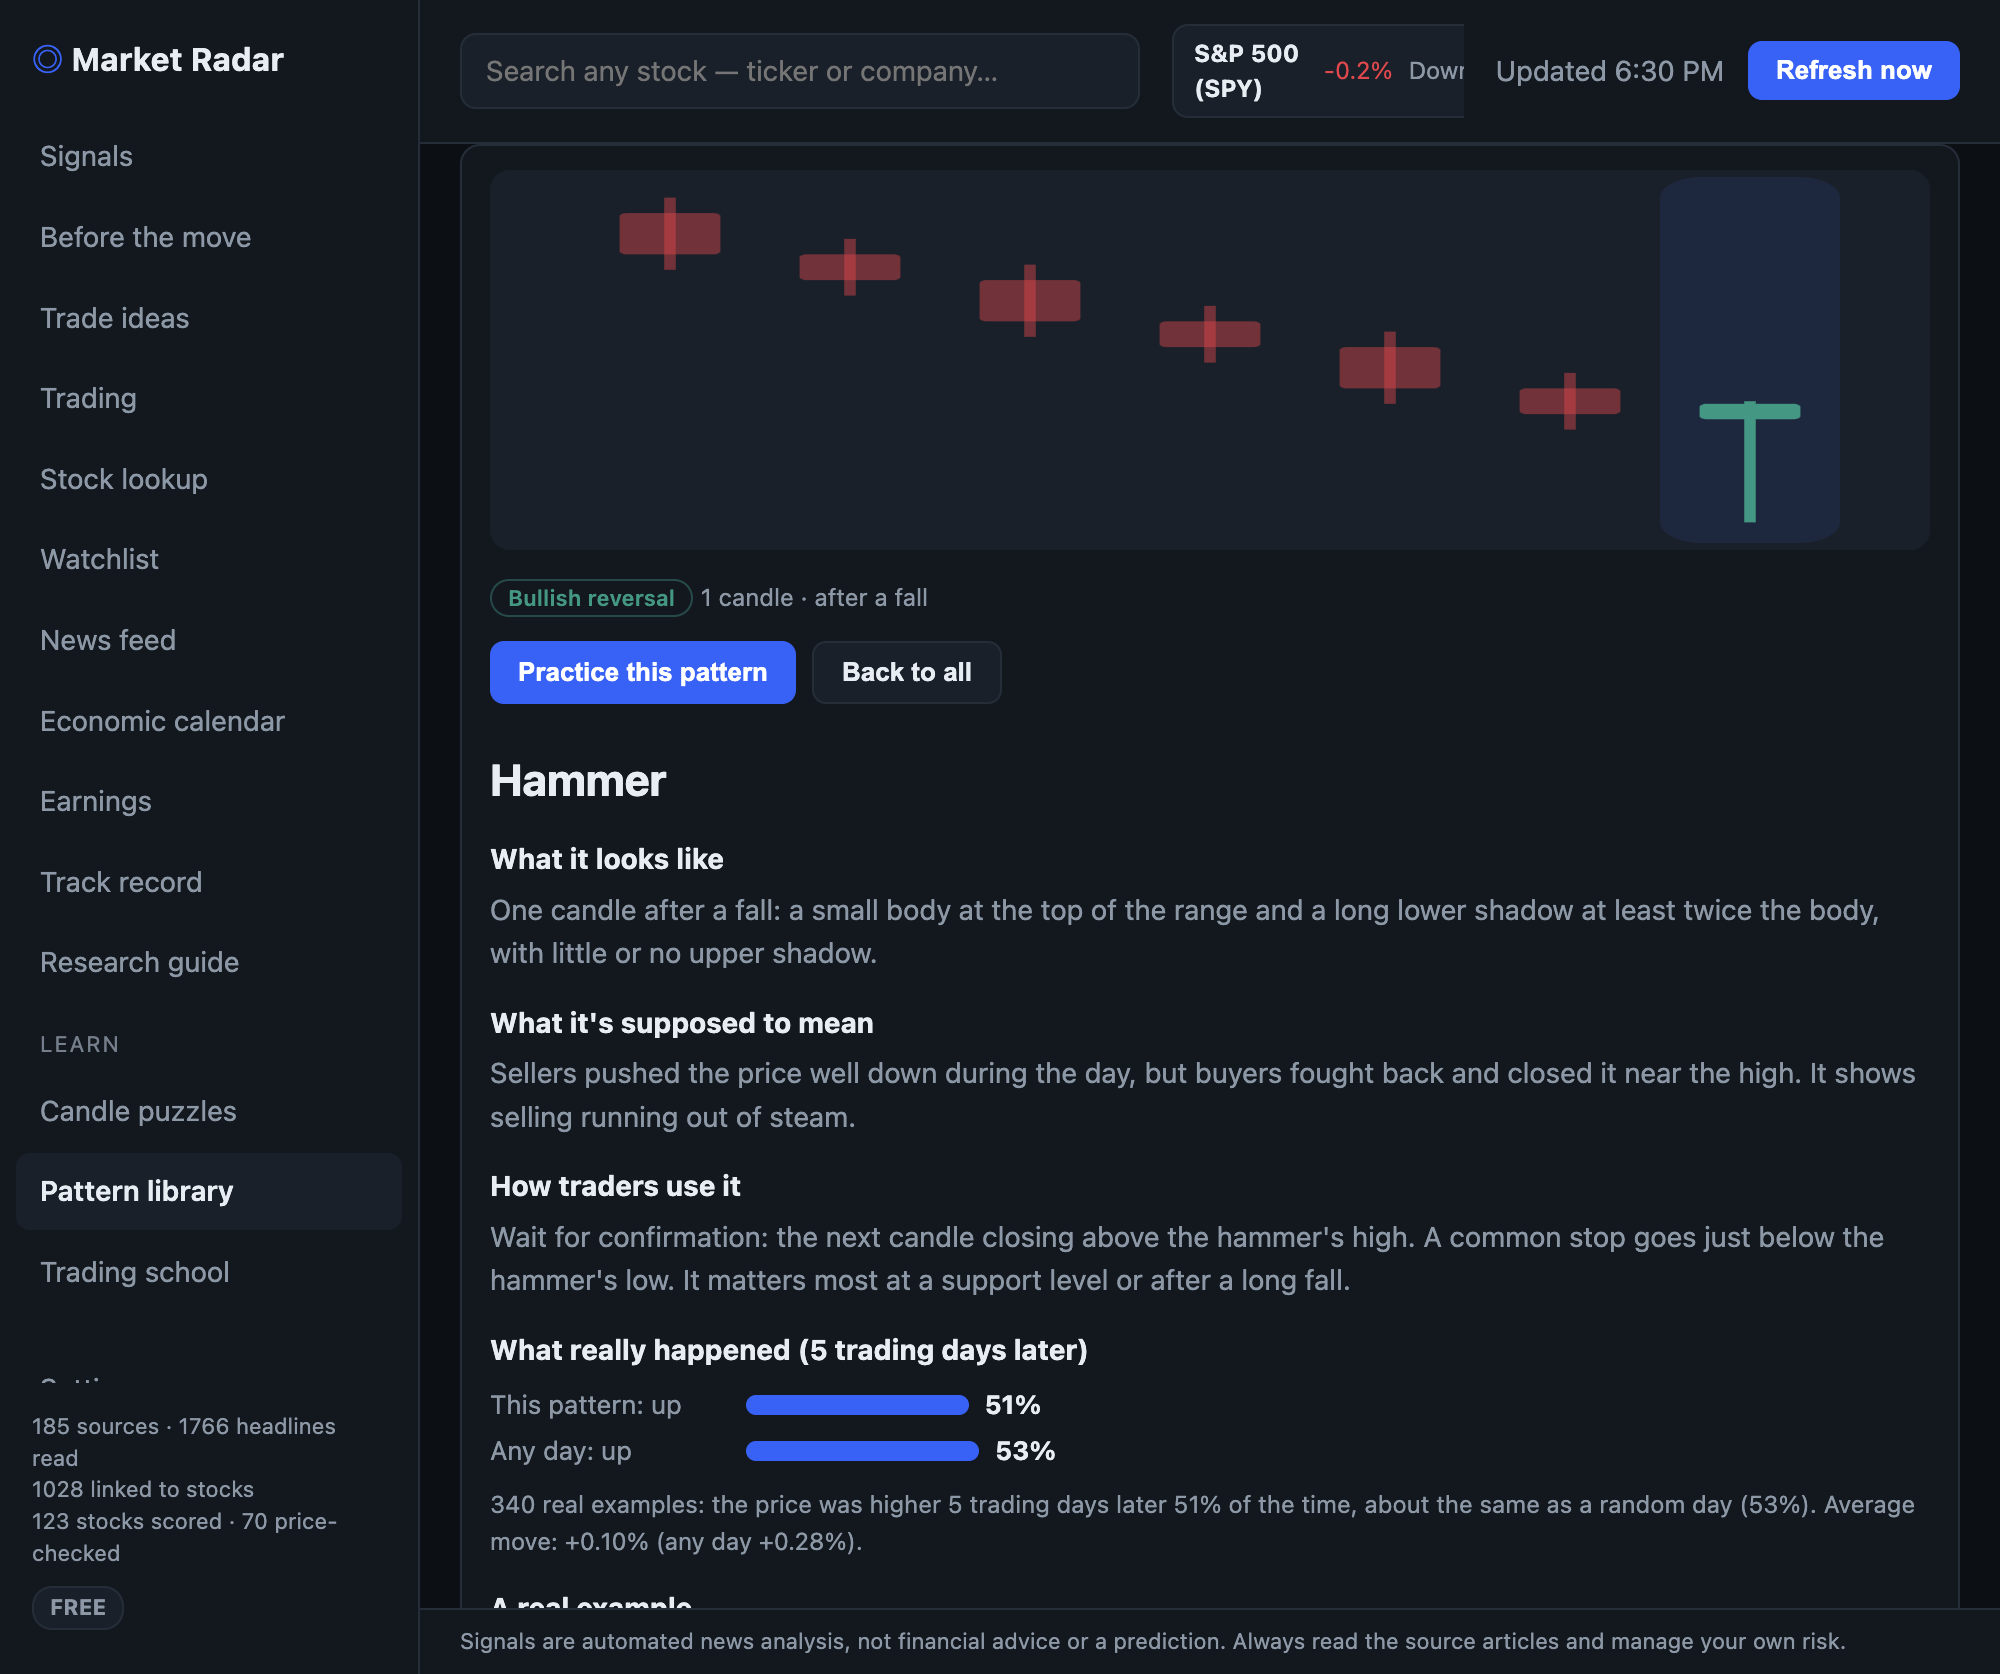 Market Radar
Signals
Before the move
Trade ideas
Trading
Stock lookup
Watchlist
News feed
Economic calendar
Earnings
Track record
Research guide
LEARN
Candle puzzles
Pattern library
Trading school
185 sources · 1766 headlines
read
1028 linked to stocks
123 stocks scored · 70 price-
checked
FREE
Search any stock — ticker or company...
S&P 500
(SPY)
-0.2%
Updated 6:30 PM
Refresh now
Bullish reversal 1 candle · after a fall
Practice this pattern
Back to all
Hammer
What it looks like
One candle after a fall: a small body at the top of the range and a long lower shadow at least twice the body,
with little or no upper shadow.
What it's supposed to mean
Sellers pushed the price well down during the day, but buyers fought back and closed it near the high. It shows
selling running out of steam.
How traders use it
Wait for confirmation: the next candle closing above the hammer's high. A common stop goes just below the
hammer's low. It matters most at a support level or after a long fall.
What really happened (5 trading days later)
This pattern: up 51%
Any day: up 53%
340 real examples: the price was higher 5 trading days later 51% of the time, about the same as a random day (53%). Average
move: +0.10% (any day +0.28%).
A real example
Signals are automated news analysis, not financial advice or a prediction. Always read the source articles and manage your own risk.